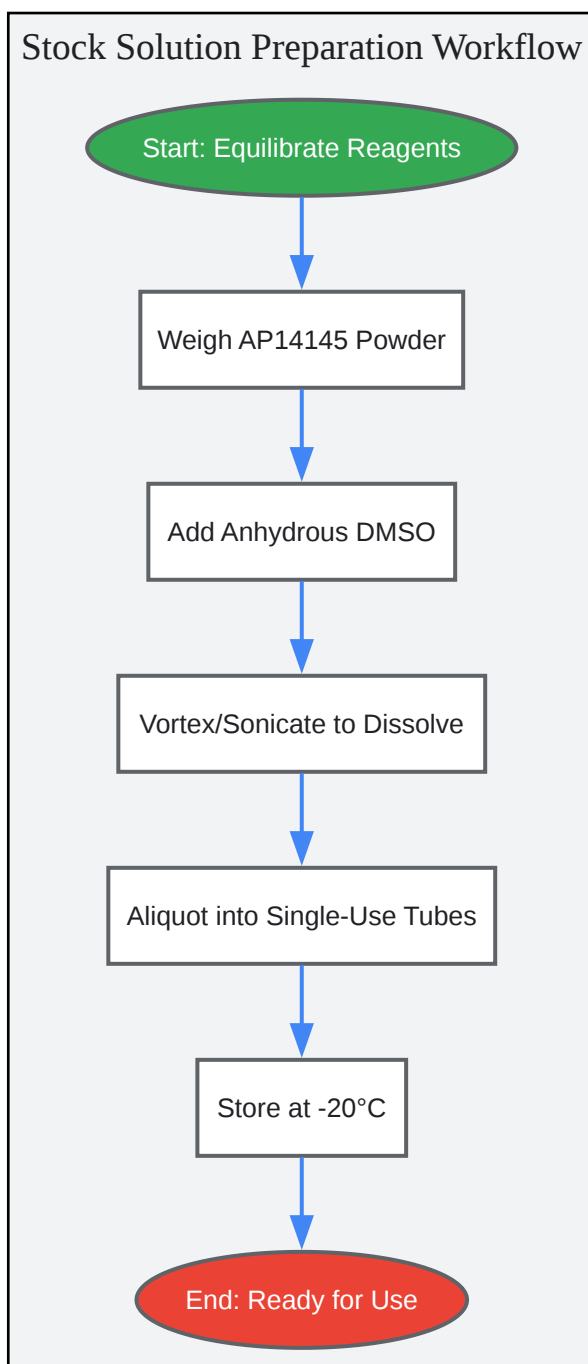 Stock Solution Preparation Workflow
Start: Equilibrate Reagents
Weigh AP14145 Powder
Add Anhydrous DMSO
Vortex/Sonicate to Dissolve
Aliquot into Single-Use Tubes
Store at -20°C
End: Ready for Use